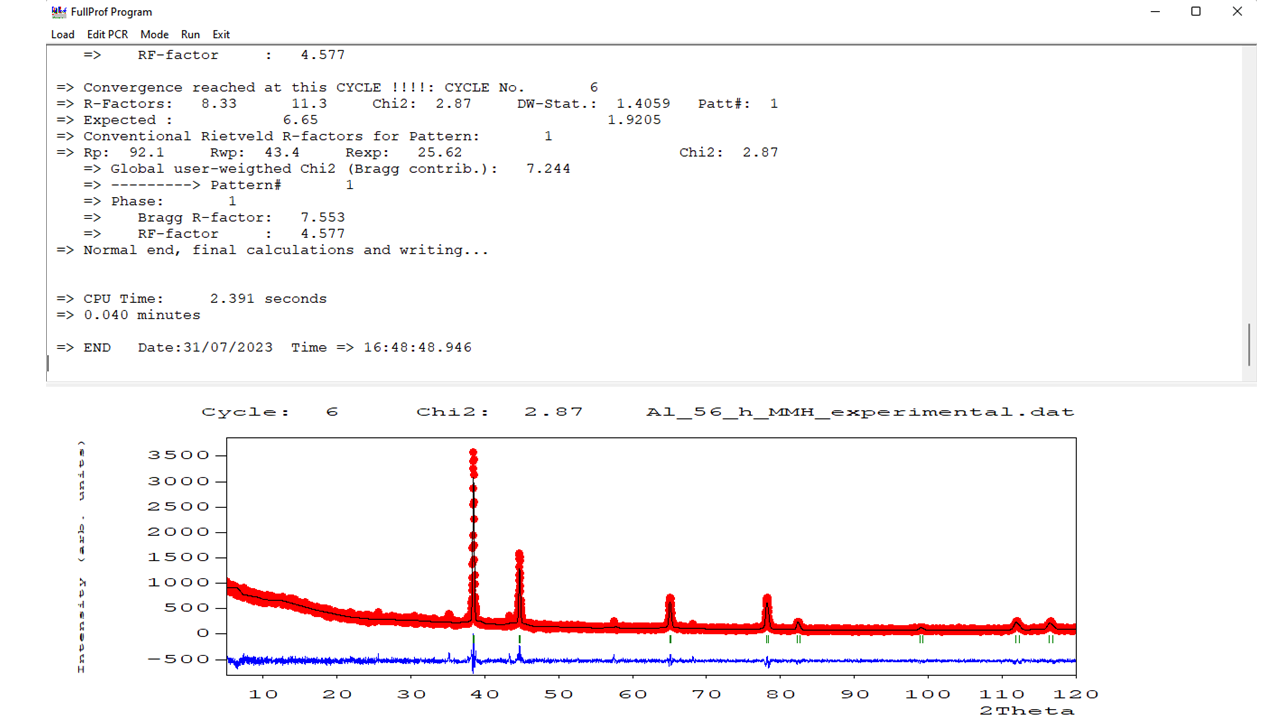 FullProf Program
Load Edit PCR Mode Run Exit
=> RF-factor : 4.577
=> Convergence reached at this CYCLE !!!!: CYCLE No. 6
=> R-Factors: 8.33 11.3 Chi2: 2.87 DW-Stat.: 1.4059 Patt#: 1
=> Expected : 6.65 1.9205
=> Conventional Rietveld R-factors for Pattern: 1
=> Rp: 92.1 Rwp: 43.4 Rexp: 25.62 Chi2: 2.87
=> Global user-weigthed Chi2 (Bragg contrib.): 7.244
=> ---------> Pattern# 1
=> Phase: 1
=> Bragg R-factor: 7.553
=> RF-factor : 4.577
=> Normal end, final calculations and writing...
=> CPU Time: 2.391 seconds
=> 0.040 minutes
=> END Date:31/07/2023 Time => 16:48:48.946
Cycle: 6 Chi2: 2.87 Al_56_h_MMH_experimental.dat
Intensity (arb. units)
3500
3000
2500
2000
1500
1000
500
0
-500
10 20 30 40 50 60 70 80 90 100 110 120
2Theta